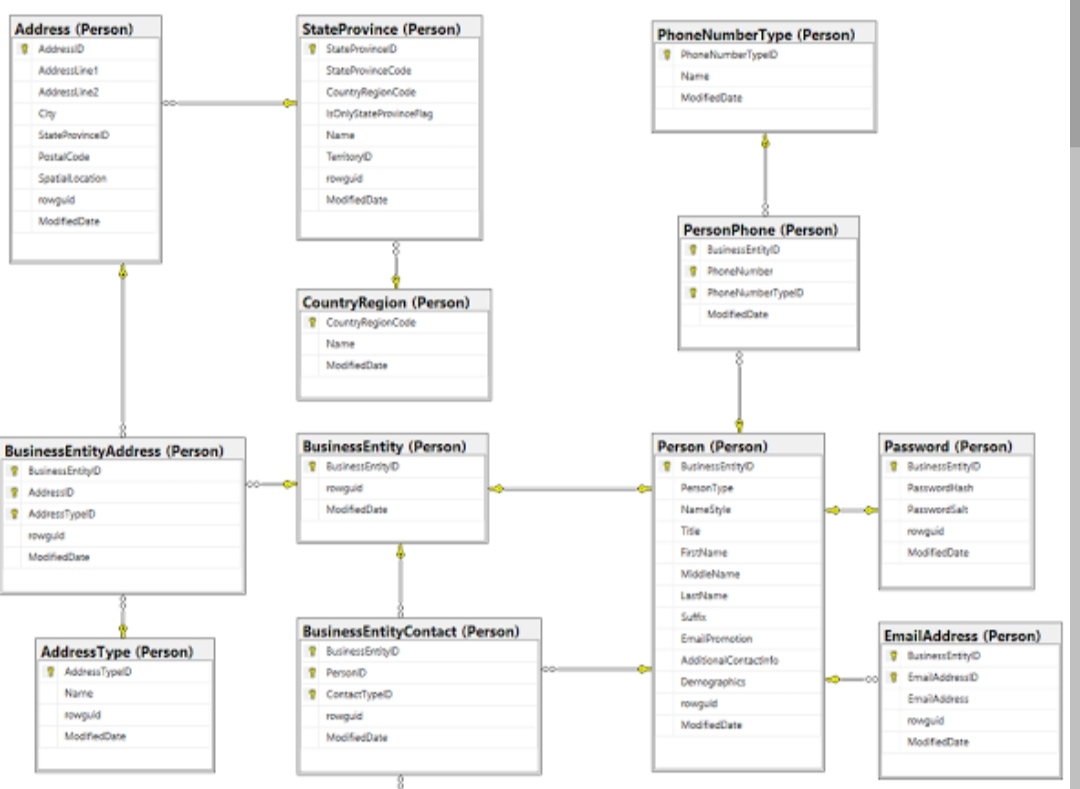 Address (Person)
AddressID
AddressLine1
AddressLine2
City
StateProvinceID
PostalCode
SpatialLocation
rowguid
ModifiedDate
StateProvince (Person)
StateProvinceID
StateProvinceCode
CountryRegionCode
IsOnlyStateProvinceFlag
Name
TerritoryID
rowguid
ModifiedDate
PhoneNumberType (Person)
PhoneNumberTypeID
Name
ModifiedDate
PersonPhone (Person)
BusinessEntityID
PhoneNumber
PhoneNumberTypeID
ModifiedDate
CountryRegion (Person)
CountryRegionCode
Name
ModifiedDate
BusinessEntityAddress (Person)
BusinessEntityID
AddressID
AddressTypeID
rowguid
ModifiedDate
BusinessEntity (Person)
BusinessEntityID
rowguid
ModifiedDate
Person (Person)
BusinessEntityID
PersonType
NameStyle
Title
FirstName
MiddleName
LastName
Suffix
EmailPromotion
AdditionalContactInfo
Demographics
rowguid
ModifiedDate
Password (Person)
BusinessEntityID
PasswordHash
PasswordSalt
rowguid
ModifiedDate
AddressType (Person)
AddressTypeID
Name
rowguid
ModifiedDate
BusinessEntityContact (Person)
BusinessEntityID
PersonID
ContactTypeID
rowguid
ModifiedDate
EmailAddress (Person)
BusinessEntityID
EmailAddressID
EmailAddress
rowguid
ModifiedDate